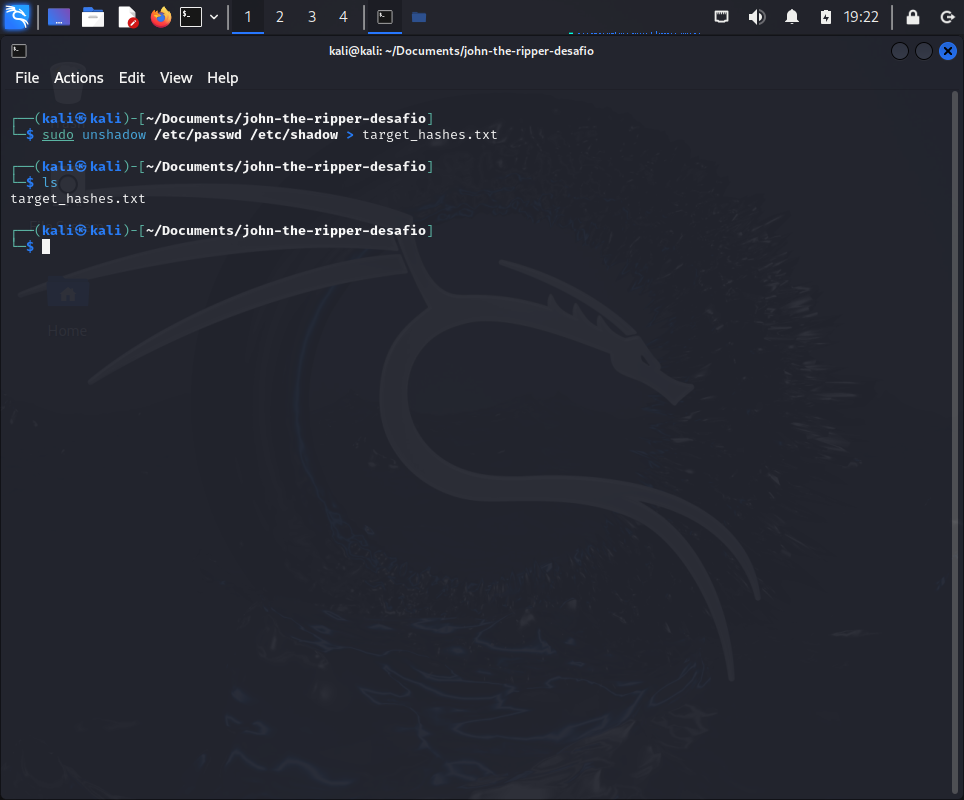 1 2 3 4 19:22
kali@kali: ~/Documents/john-the-ripper-desafio
File Actions Edit View Help
┌──(kali㉿kali)-[~/Documents/john-the-ripper-desafio]
└─$ sudo unshadow /etc/passwd /etc/shadow > target_hashes.txt
┌──(kali㉿kali)-[~/Documents/john-the-ripper-desafio]
└─$ ls
target_hashes.txt
┌──(kali㉿kali)-[~/Documents/john-the-ripper-desafio]
└─$
Home